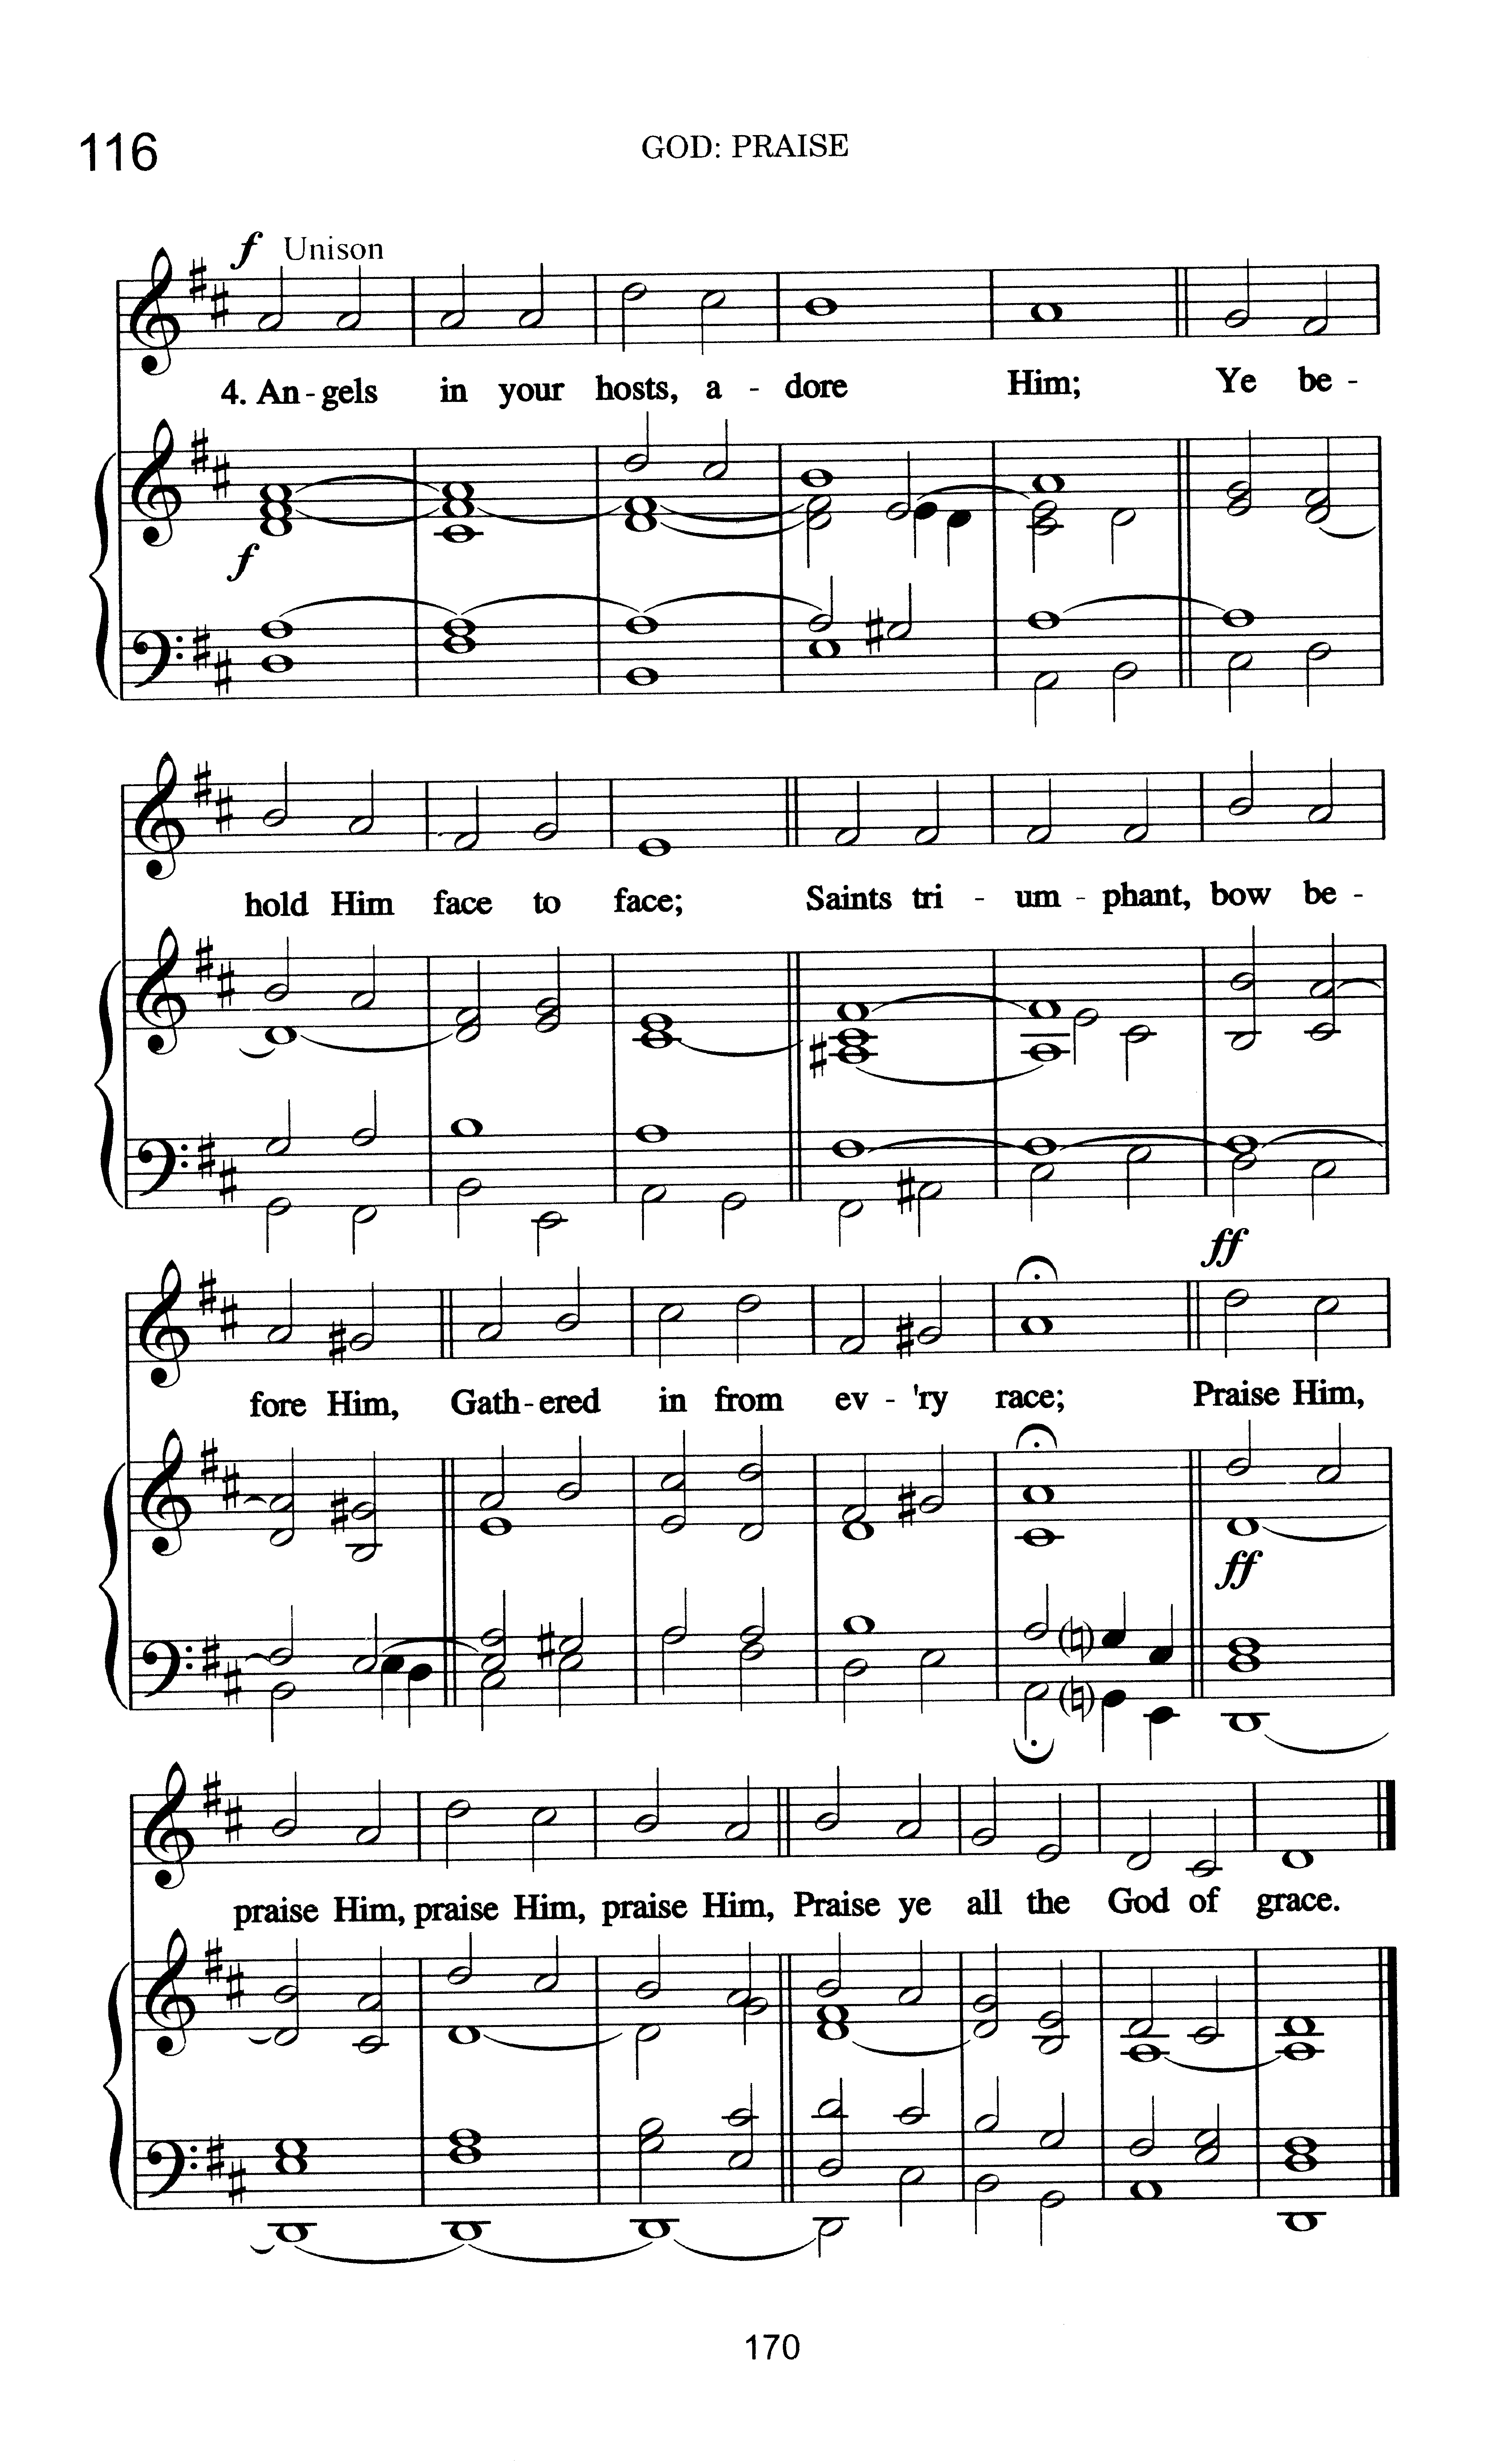 116
GOD: PRAISE
f Unison
4. An - gels in your hosts, a - dore Him; Ye be -
f
hold Him face to face; Saints tri - um - phant, bow be -
ff
fore Him, Gath - ered in from ev - 'ry race; Praise Him,
ff
praise Him, praise Him, praise Him, Praise ye all the God of grace.
170